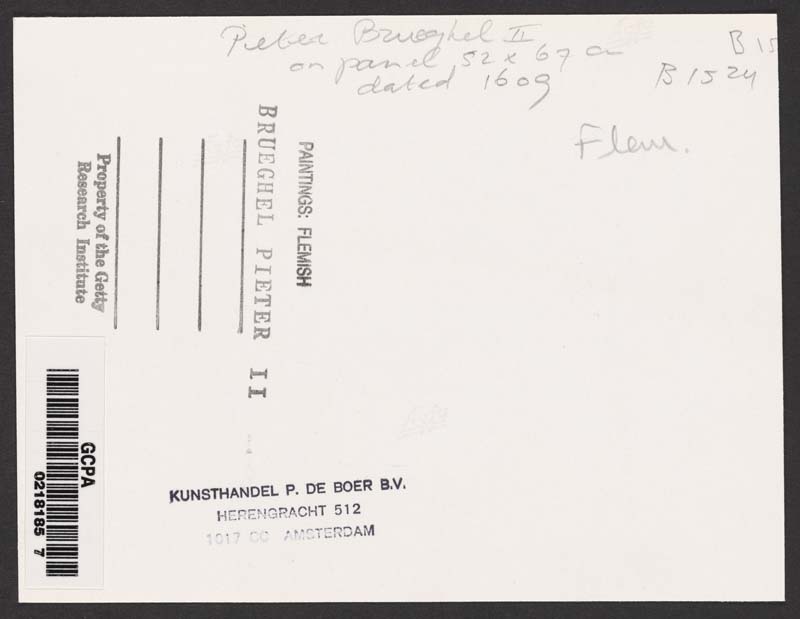 Pieter Brueghel II
on panel 52 x 67 cm
dated 1609
B 15
B 1524
Flem.
PAINTINGS: FLEMISH
BRUEGHEL PIETER II
Property of the Getty
Research Institute
GCPA
0218185 7
KUNSTHANDEL P. DE BOER B.V.
HERENGRACHT 512
1017 CC AMSTERDAM